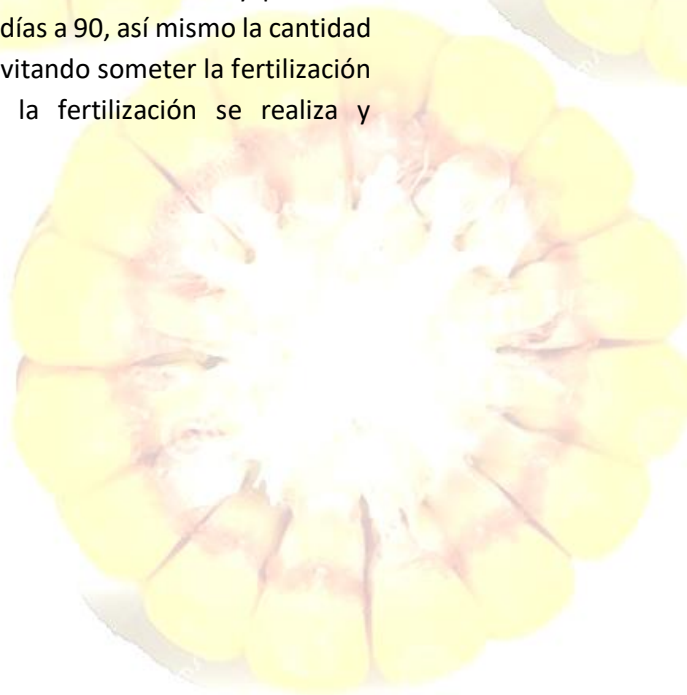 días a 90, así mismo la cantidad
vitando someter la fertilización
la fertilización se realiza y